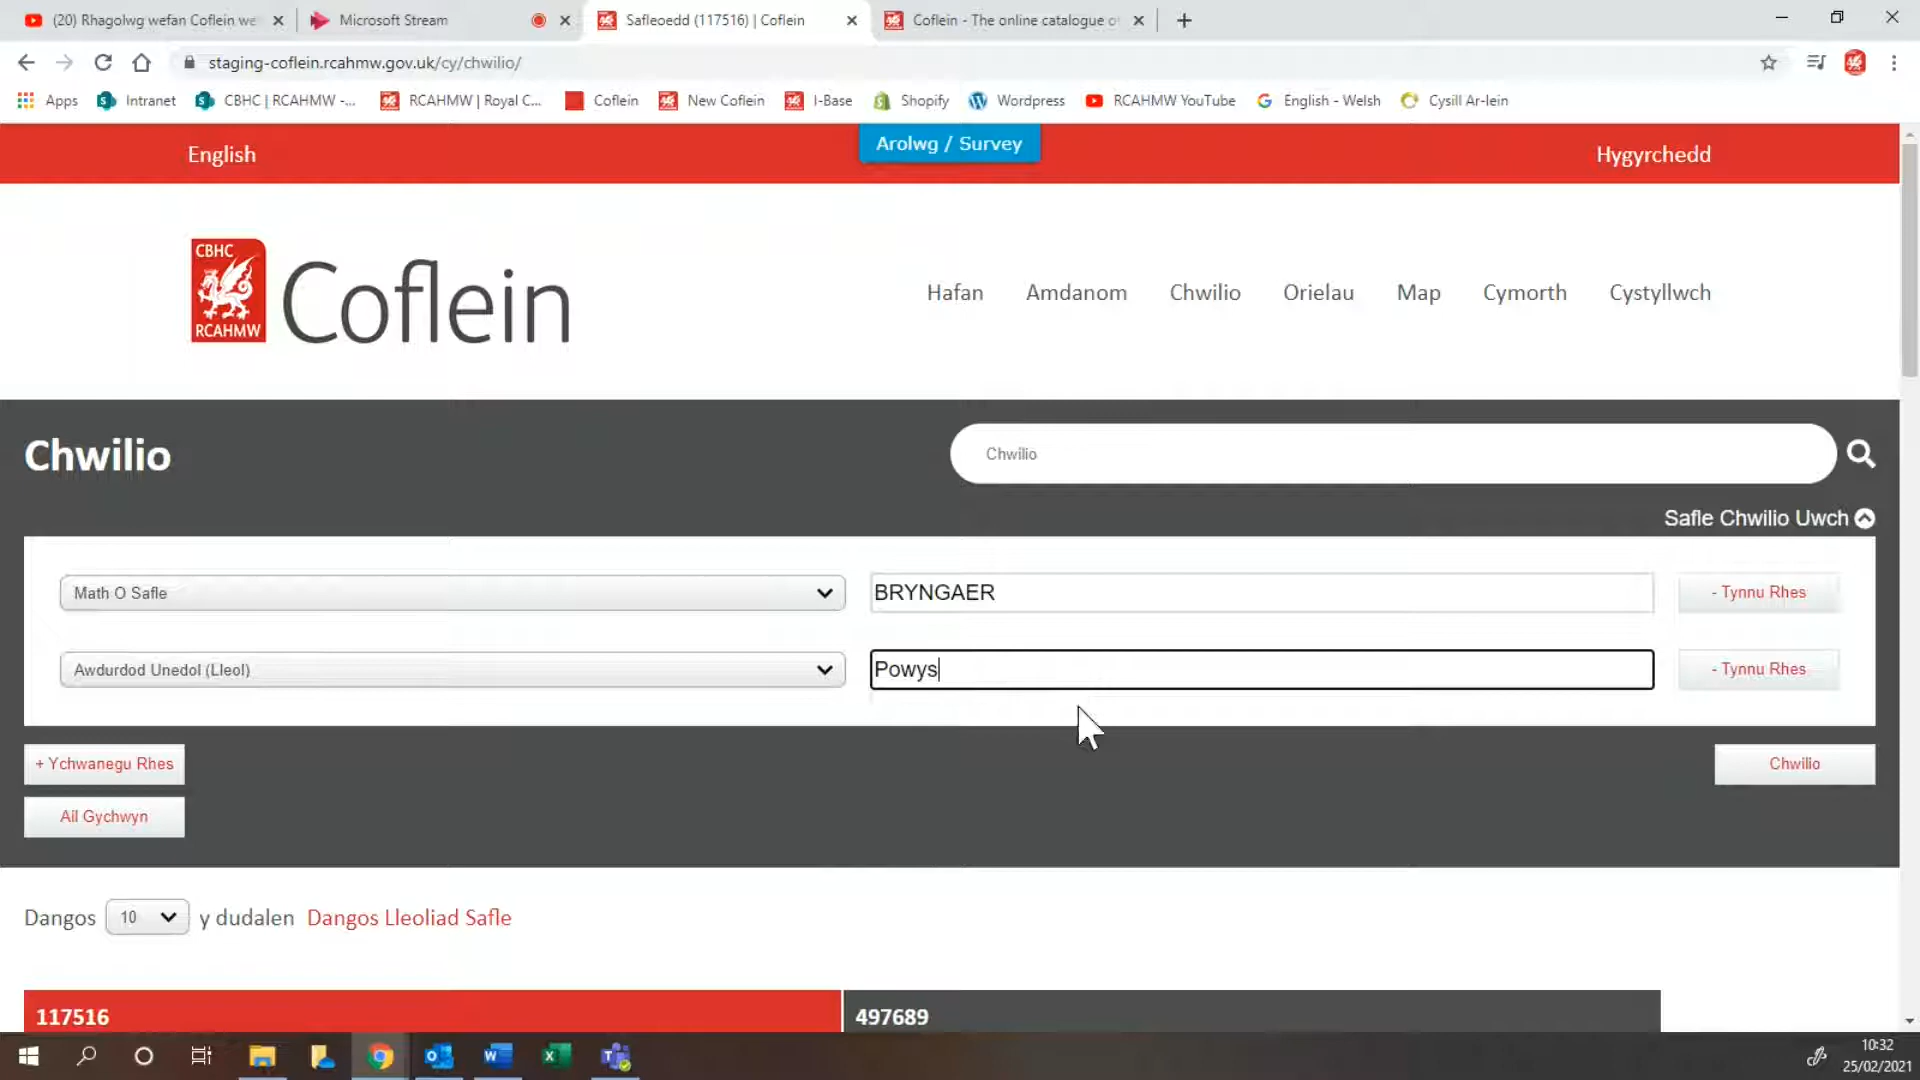 (20) Rhagolwg wefan Coflein we
Microsoft Stream
Safleoedd (117516) | Coflein
Coflein - The online catalogue o
staging-coflein.rcahmw.gov.uk/cy/chwilio/
Apps
Intranet
CBHC | RCAHMW -...
RCAHMW | Royal C...
Coflein
New Coflein
I-Base
Shopify
Wordpress
RCAHMW YouTube
English - Welsh
Cysill Ar-lein
English
Arolwg / Survey
Hygyrchedd
CBHC
RCAHMW
Coflein
Hafan
Amdanom
Chwilio
Orielau
Map
Cymorth
Cystyllwch
Chwilio
Chwilio
Safle Chwilio Uwch
Math O Safle
BRYNGAER
- Tynnu Rhes
Awdurdod Unedol (Lleol)
Powys
- Tynnu Rhes
+ Ychwanegu Rhes
Chwilio
Ail Gychwyn
Dangos 10 y dudalen Dangos Lleoliad Safle
117516
497689
10:32
25/02/2021